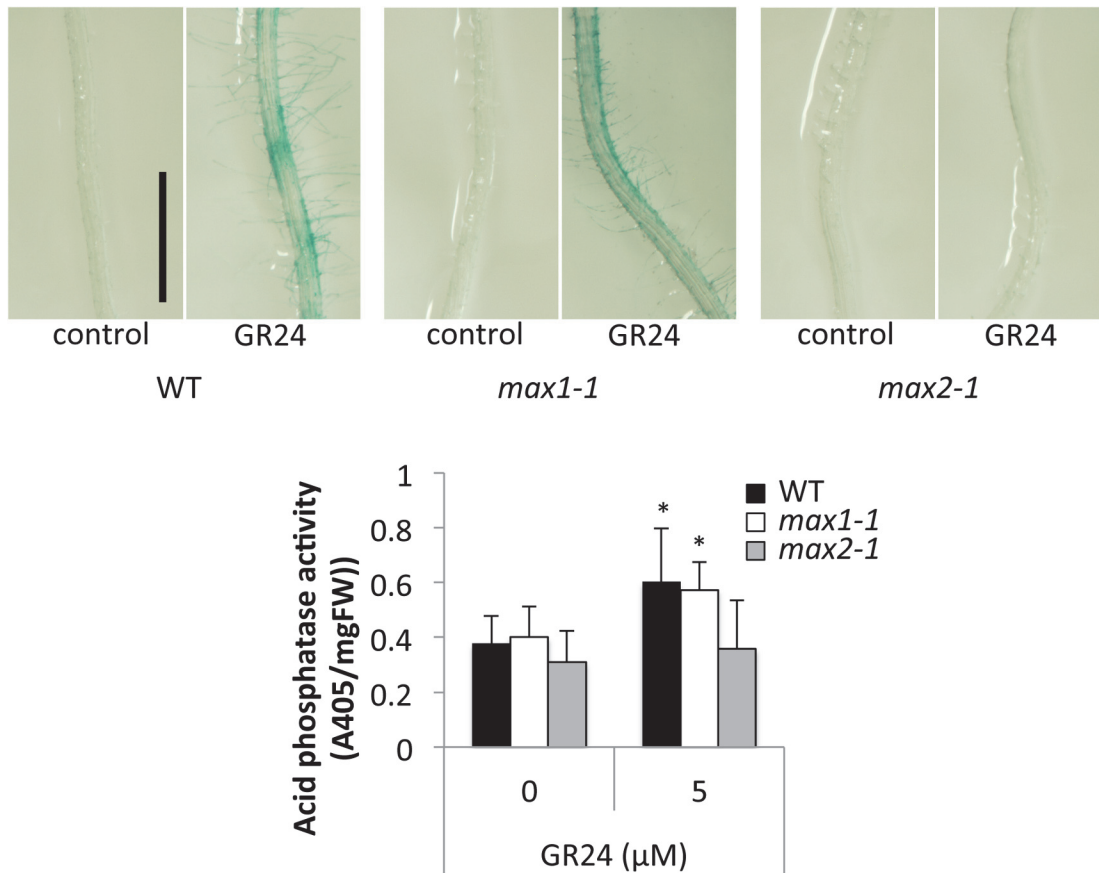 control GR24 control GR24 control GR24
WT max1-1 max2-1
Acid phosphatase activity
(A405/mgFW))
1
0.8
0.6
0.4
0.2
0
* *
WT
max1-1
max2-1
0 5
GR24 (μM)